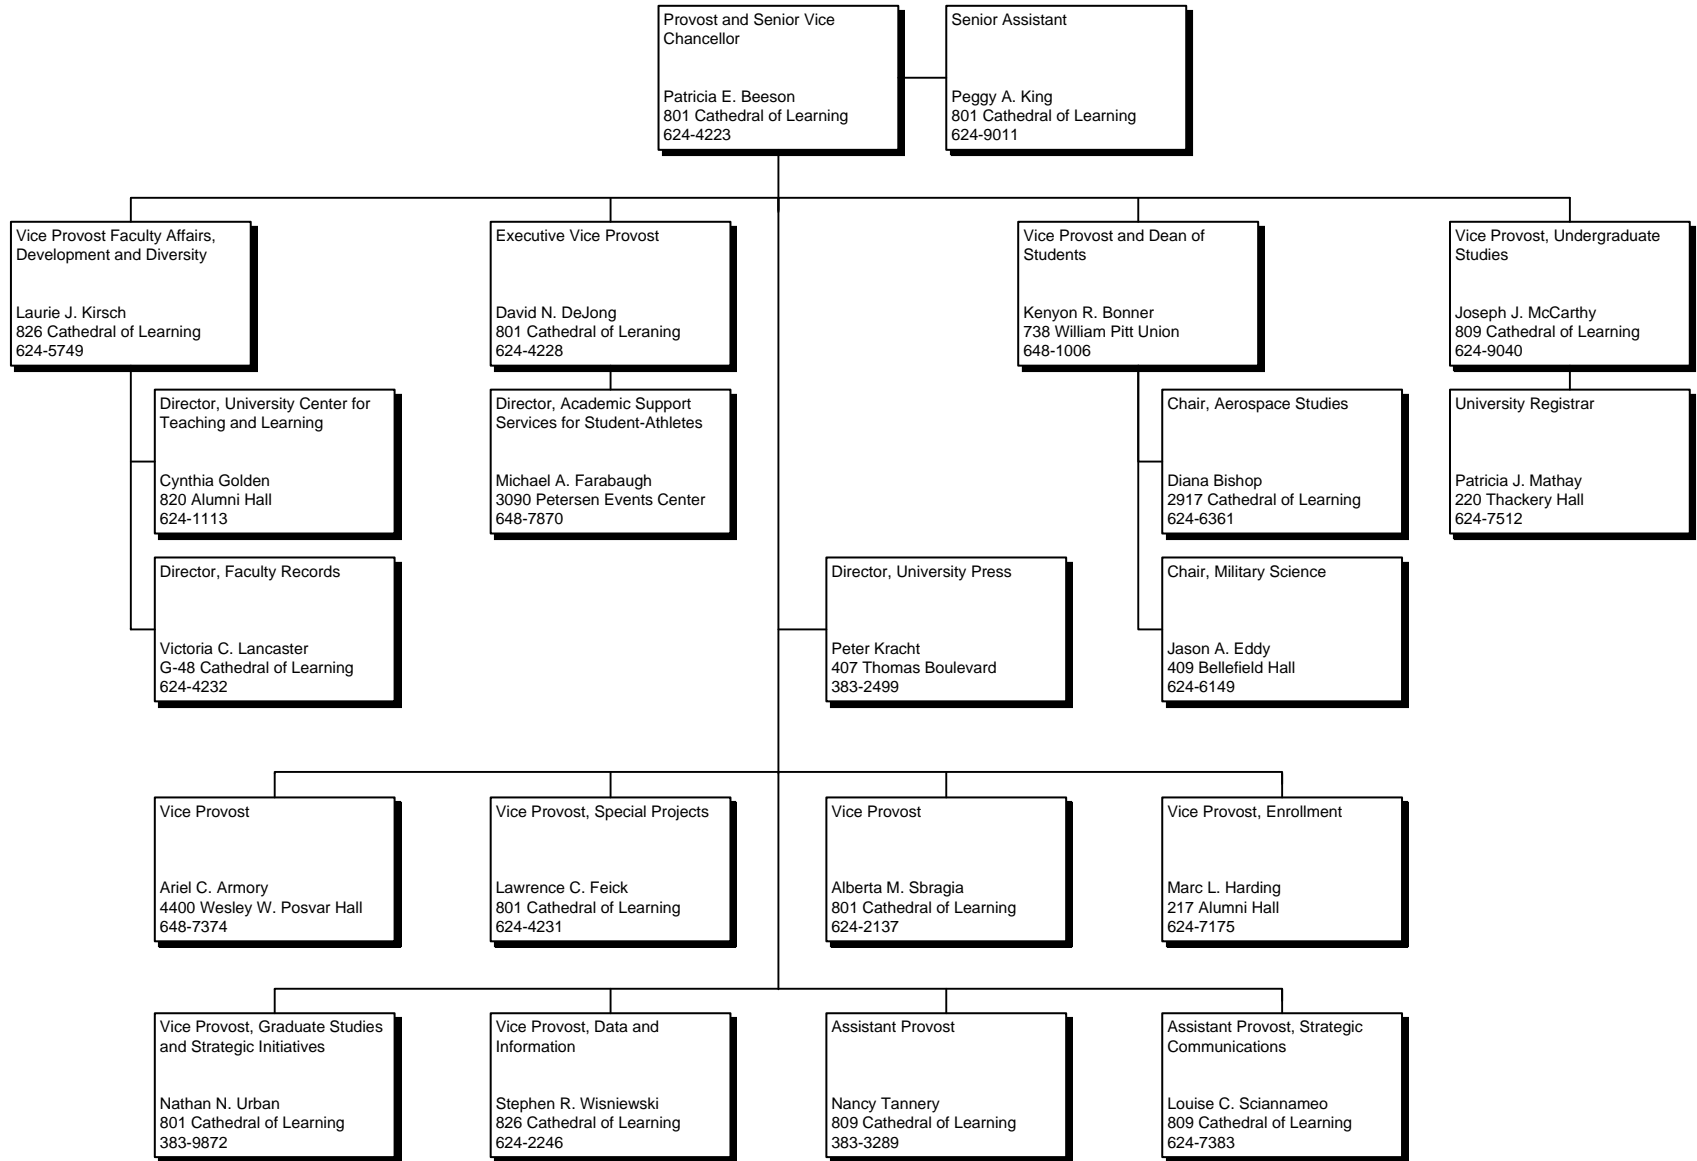 Provost and Senior Vice
Chancellor
Patricia E. Beeson
801 Cathedral of Learning
624-4223
Senior Assistant
Peggy A. King
801 Cathedral of Learning
624-9011
Vice Provost Faculty Affairs,
Development and Diversity
Laurie J. Kirsch
826 Cathedral of Learning
624-5749
Executive Vice Provost
David N. DeJong
801 Cathedral of Leraning
624-4228
Vice Provost and Dean of
Students
Kenyon R. Bonner
738 William Pitt Union
648-1006
Vice Provost, Undergraduate
Studies
Joseph J. McCarthy
809 Cathedral of Learning
624-9040
Director, University Center for
Teaching and Learning
Cynthia Golden
820 Alumni Hall
624-1113
Director, Academic Support
Services for Student-Athletes
Michael A. Farabaugh
3090 Petersen Events Center
648-7870
Chair, Aerospace Studies
Diana Bishop
2917 Cathedral of Learning
624-6361
University Registrar
Patricia J. Mathay
220 Thackery Hall
624-7512
Director, Faculty Records
Victoria C. Lancaster
G-48 Cathedral of Learning
624-4232
Director, University Press
Peter Kracht
407 Thomas Boulevard
383-2499
Chair, Military Science
Jason A. Eddy
409 Bellefield Hall
624-6149
Vice Provost
Ariel C. Armory
4400 Wesley W. Posvar Hall
648-7374
Vice Provost, Special Projects
Lawrence C. Feick
801 Cathedral of Learning
624-4231
Vice Provost
Alberta M. Sbragia
801 Cathedral of Learning
624-2137
Vice Provost, Enrollment
Marc L. Harding
217 Alumni Hall
624-7175
Vice Provost, Graduate Studies
and Strategic Initiatives
Nathan N. Urban
801 Cathedral of Learning
383-9872
Vice Provost, Data and
Information
Stephen R. Wisniewski
826 Cathedral of Learning
624-2246
Assistant Provost
Nancy Tannery
809 Cathedral of Learning
383-3289
Assistant Provost, Strategic
Communications
Louise C. Sciannameo
809 Cathedral of Learning
624-7383